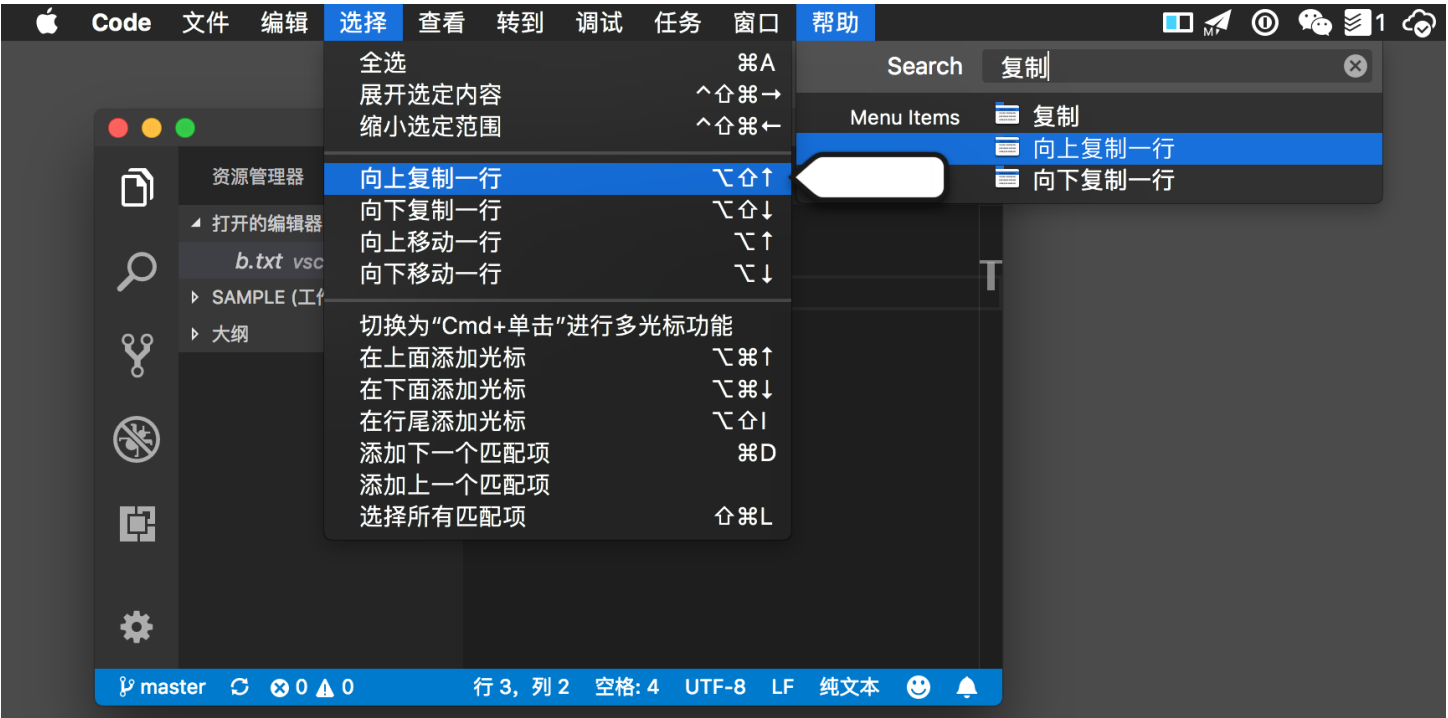 Code 文件 编辑 选择 查看 转到 调试 任务 窗口 帮助 1
全选 ⌘A
展开选定内容 ^⇧⌘→
缩小选定范围 ^⇧⌘←
向上复制一行 ⌥⇧↑
向下复制一行 ⌥⇧↓
向上移动一行 ⌥↑
向下移动一行 ⌥↓
切换为“Cmd+单击”进行多光标功能
在上面添加光标 ⌥⌘↑
在下面添加光标 ⌥⌘↓
在行尾添加光标 ⌥⇧I
添加下一个匹配项 ⌘D
添加上一个匹配项
选择所有匹配项 ⇧⌘L
Search 复制
Menu Items 复制
向上复制一行
向下复制一行
资源管理器
打开的编辑器
b.txt vsc
SAMPLE (工作
大纲
T
master 0 0 行 3，列 2 空格: 4 UTF-8 LF 纯文本